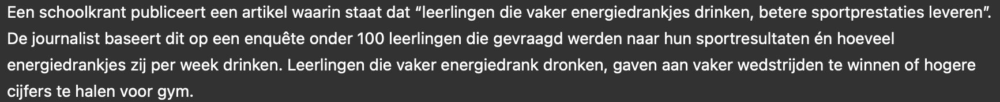 Een schoolkrant publiceert een artikel waarin staat dat “leerlingen die vaker energiedrankjes drinken, betere sportprestaties leveren”.
De journalist baseert dit op een enquête onder 100 leerlingen die gevraagd werden naar hun sportresultaten én hoeveel
energiedrankjes zij per week drinken. Leerlingen die vaker energiedrank dronken, gaven aan vaker wedstrijden te winnen of hogere
cijfers te halen voor gym.